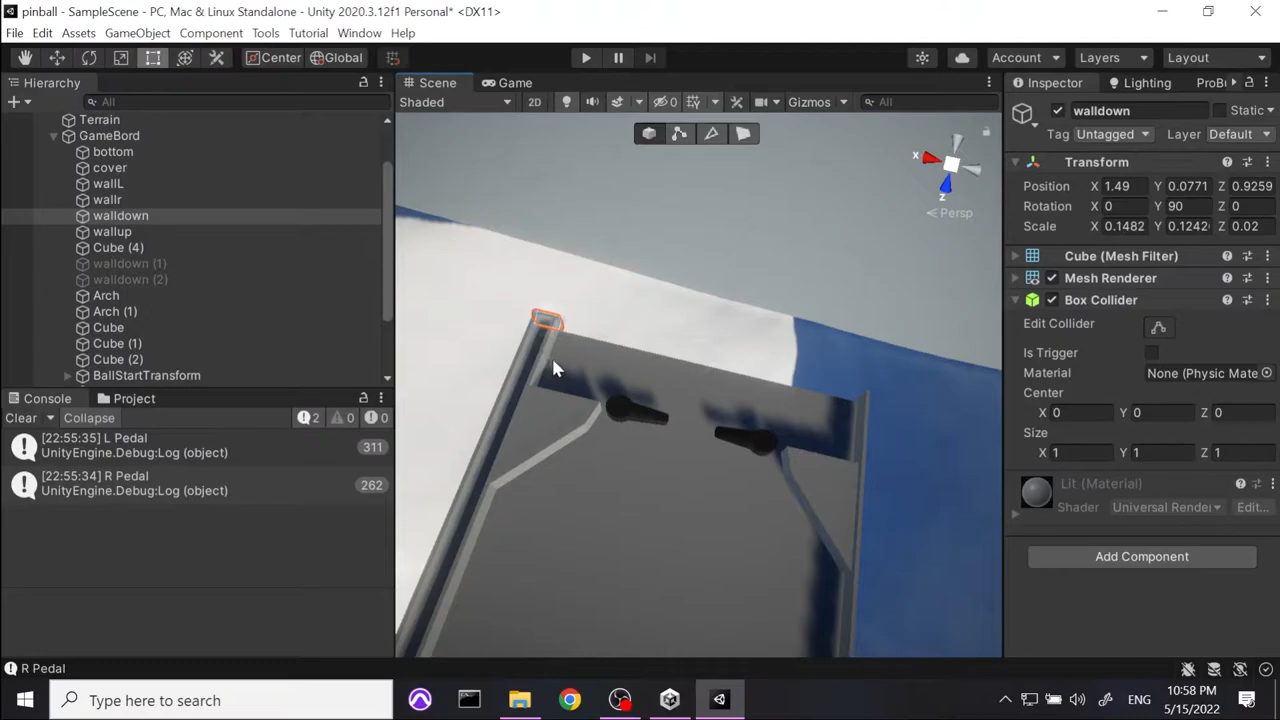 pinball - SampleScene - PC, Mac & Linux Standalone - Unity 2020.3.12f1 Personal* <DX11>
File Edit Assets GameObject Component Tools Tutorial Window Help
Center Global Account Layers Layout
Hierarchy
All
Terrain
GameBord
bottom
cover
wallL
wallr
walldown
wallup
Cube (4)
walldown (1)
walldown (2)
Arch
Arch (1)
Cube
Cube (1)
Cube (2)
BallStartTransform
Console Project
Clear Collapse 2 0 0
[22:55:35] L Pedal
UnityEngine.Debug:Log (object)
311
[22:55:34] R Pedal
UnityEngine.Debug:Log (object)
262
Scene Game
Shaded 2D 0 Gizmos All
x
z
Persp
Inspector Lighting ProB
walldown Static
Tag Untagged Layer Default
Transform
Position X 1.49 Y 0.0771 Z 0.9259
Rotation X 0 Y 90 Z 0
Scale X 0.1482 Y 0.1242 Z 0.02
Cube (Mesh Filter)
Mesh Renderer
Box Collider
Edit Collider
Is Trigger
Material None (Physic Mate
Center
X 0 Y 0 Z 0
Size
X 1 Y 1 Z 1
Lit (Material)
Shader Universal Render Edit...
Add Component
R Pedal
Type here to search
ENG
10:58 PM
5/15/2022